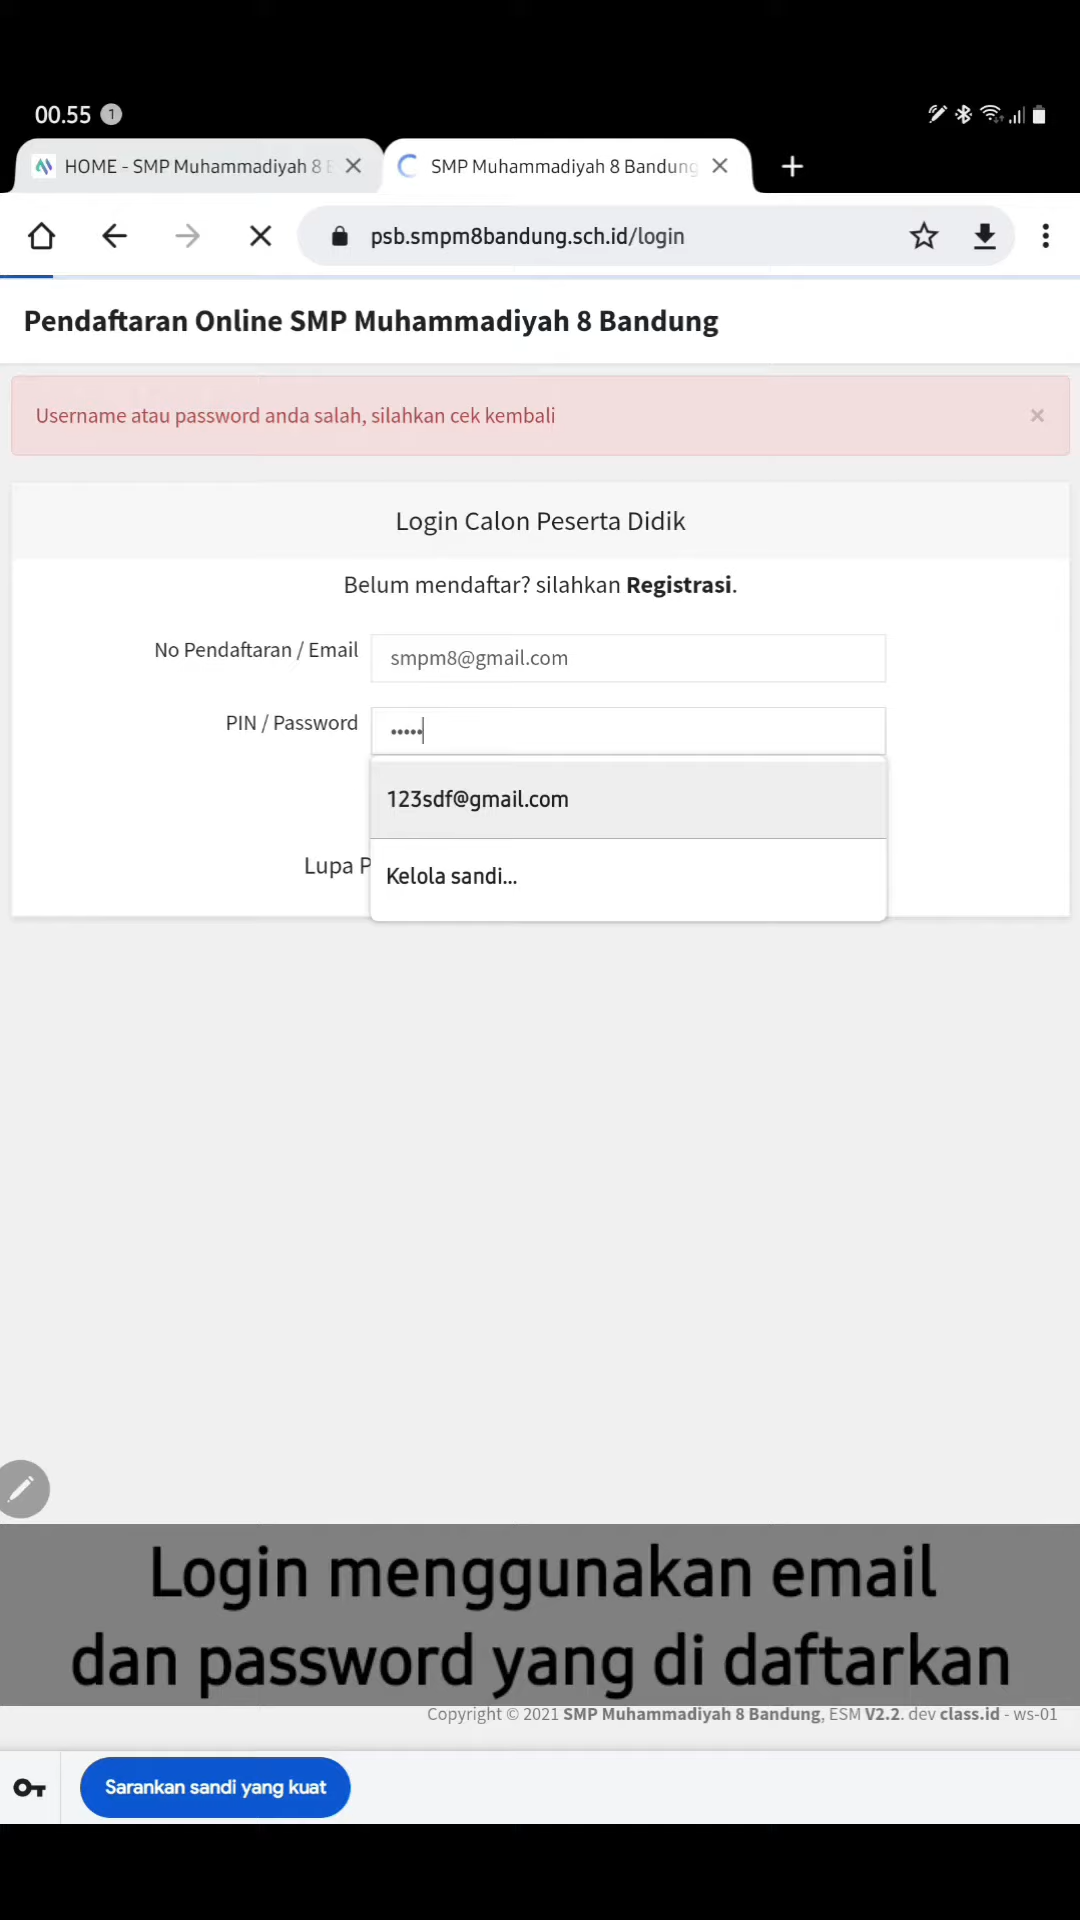 00.55 1
HOME - SMP Muhammadiyah 8
SMP Muhammadiyah 8 Bandung
psb.smpm8bandung.sch.id/login
Pendaftaran Online SMP Muhammadiyah 8 Bandung
Username atau password anda salah, silahkan cek kembali
Login Calon Peserta Didik
Belum mendaftar? silahkan Registrasi.
No Pendaftaran / Email smpm8@gmail.com
PIN / Password •••••
123sdf@gmail.com
Lupa P
Kelola sandi...
Login menggunakan email
dan password yang di daftarkan
Copyright © 2021 SMP Muhammadiyah 8 Bandung, ESM V2.2. dev class.id - ws-01
Sarankan sandi yang kuat